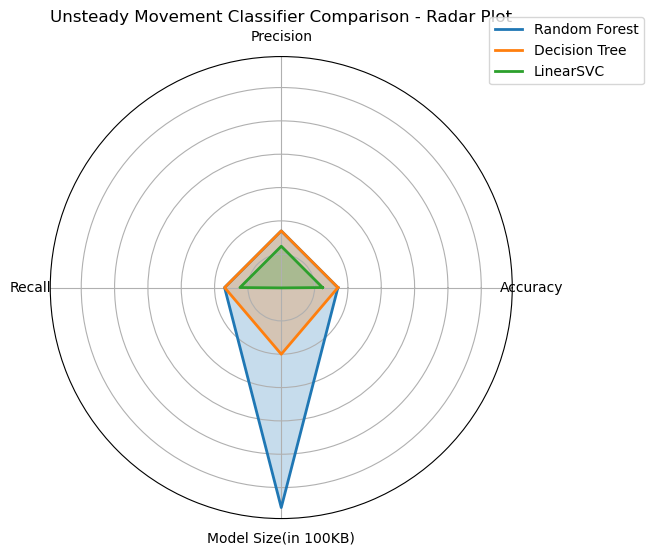 Unsteady Movement Classifier Comparison - Radar Plot
Precision
Random Forest
Decision Tree
LinearSVC
Recall
Accuracy
Model Size(in 100KB)